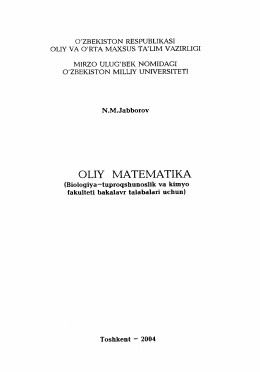 O'ZBEKISTON RESPUBLIKASI
OLIY VA O'RTA MAXSUS TA'LIM VAZIRLIGI
MIRZO ULUG'BEK NOMIDAGI
O'ZBEKISTON MILLIY UNIVERSITETI
N.M.Jabborov
OLIY MATEMATIKA
(Biologiya-tuproqshunoslik va kimyo
fakulteti bakalavr talabalari uchun)
Toshkent - 2004